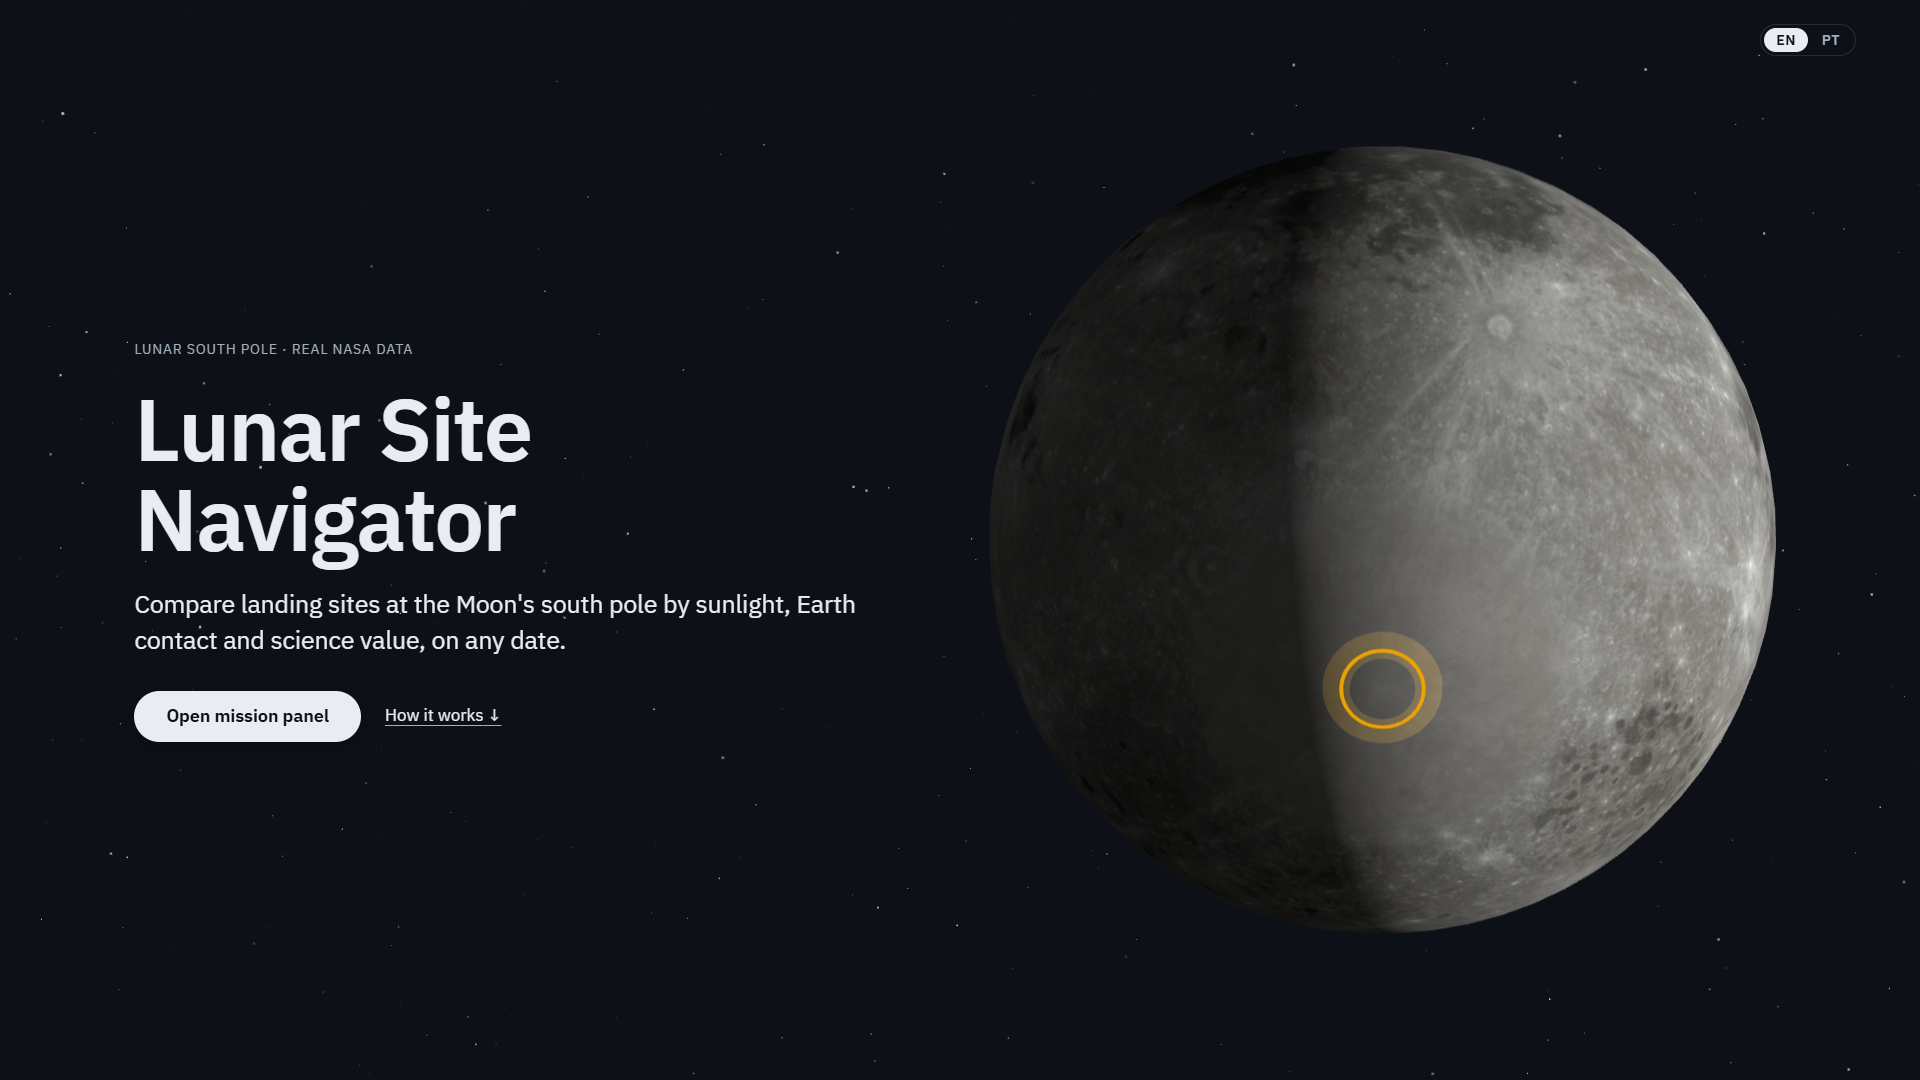 EN PT
LUNAR SOUTH POLE · REAL NASA DATA
Lunar Site
Navigator
Compare landing sites at the Moon's south pole by sunlight, Earth
contact and science value, on any date.
Open mission panel How it works ↓